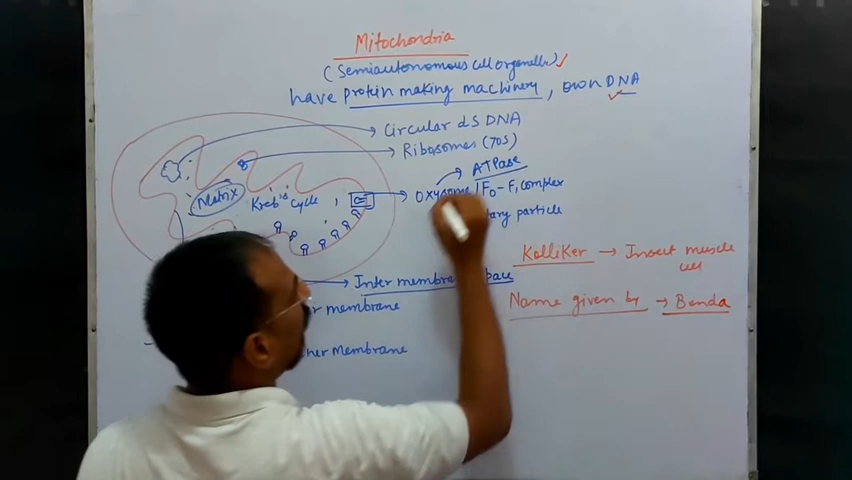 Mitochondria
(Semiautonomous cell organelle)
have protein making machinery, own DNA
Circular ds DNA
Ribosomes (70S)
ATPase
Oxysome / F0-F1 complex
particle
Matrix
Kreb's cycle
Inter membrane
membrane
membrane
Kolliker → Insect muscle
cell
Name given by → Benda